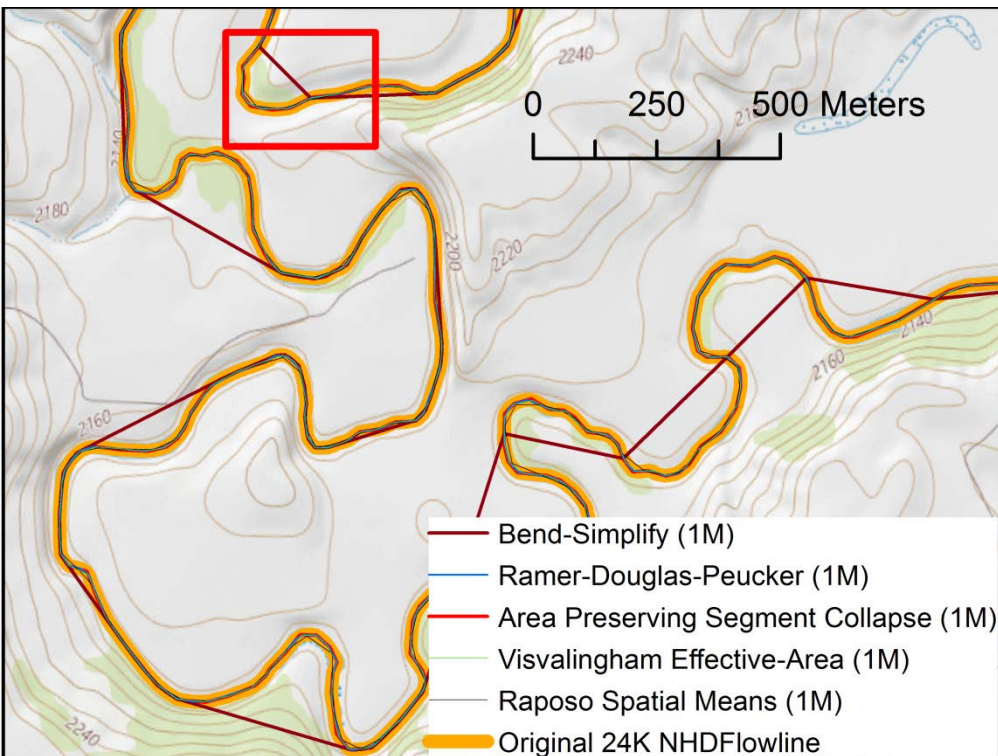 2240
0 250 500 Meters
2140
2180
2200
2220
2140
2160
2160
Bend-Simplify (1M)
Ramer-Douglas-Peucker (1M)
Area Preserving Segment Collapse (1M)
Visvalingham Effective-Area (1M)
Raposo Spatial Means (1M)
Original 24K NHDFlowline
2240